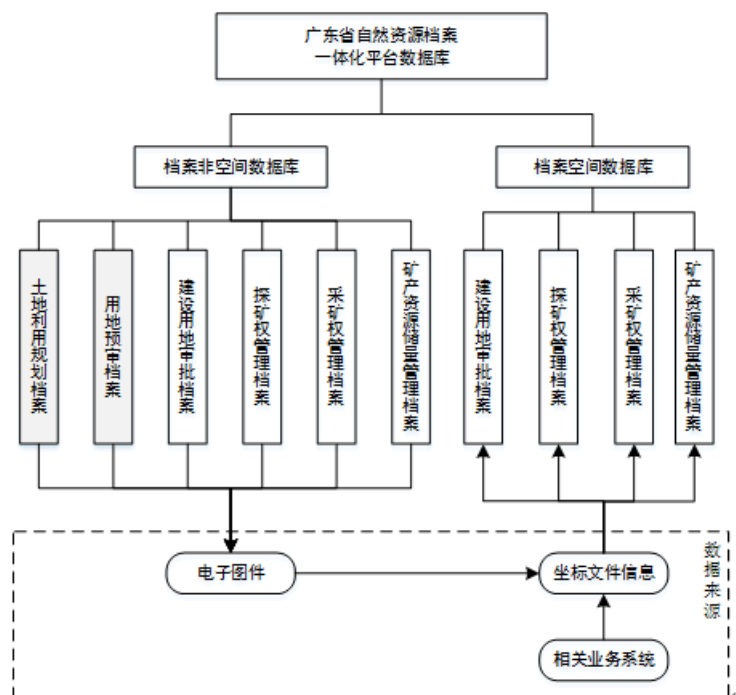 广东省自然资源档案
一体化平台数据库
档案非空间数据库
档案空间数据库
土地利用规划档案
用地预审档案
建设用地审批档案
探矿权管理档案
采矿权管理档案
矿产资源储量管理档案
建设用地审批档案
探矿权管理档案
采矿权管理档案
矿产资源储量管理档案
数据来源
电子图件
坐标文件信息
相关业务系统